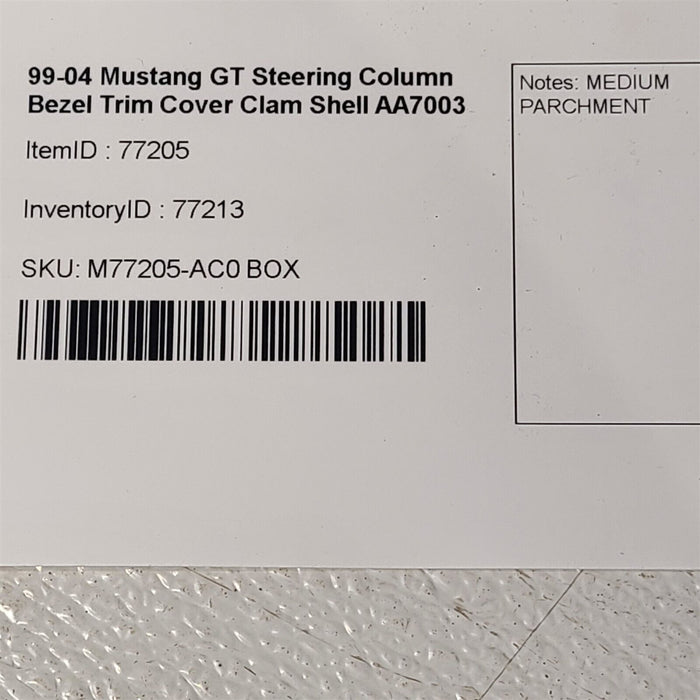 99-04 Mustang GT Steering Column
Bezel Trim Cover Clam Shell AA7003
ItemID : 77205
InventoryID : 77213
SKU: M77205-AC0 BOX
Notes: MEDIUM
PARCHMENT